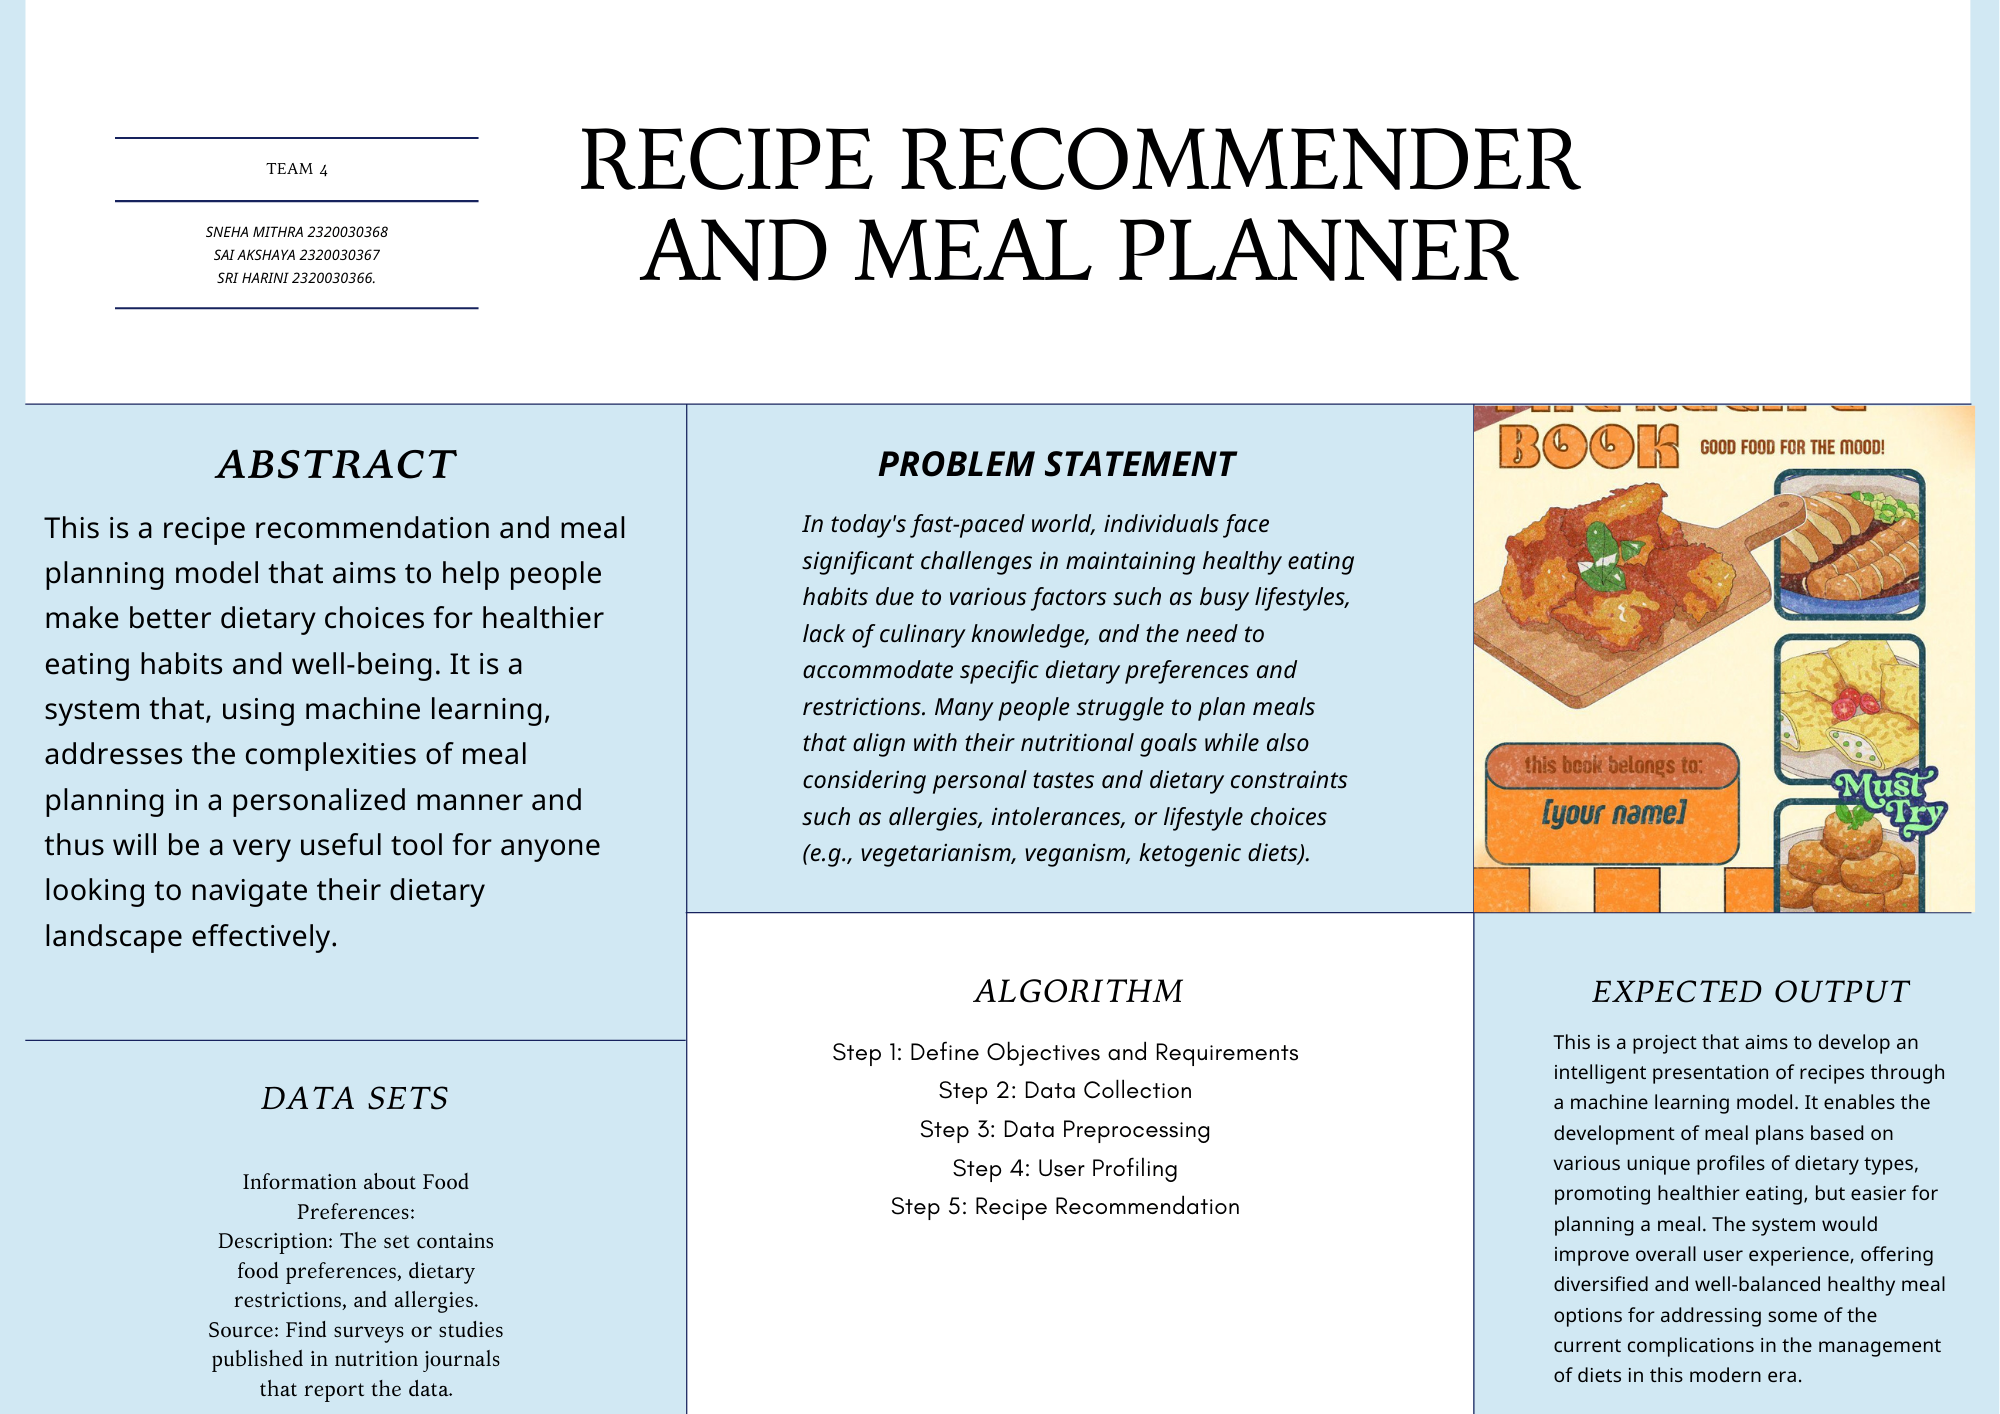 TEAM 4
SNEHA MITHRA 2320030368
SAI AKSHAYA 2320030367
SRI HARINI 2320030366.
RECIPE RECOMMENDER
AND MEAL PLANNER
ABSTRACT
This is a recipe recommendation and meal
planning model that aims to help people
make better dietary choices for healthier
eating habits and well-being. It is a
system that, using machine learning,
addresses the complexities of meal
planning in a personalized manner and
thus will be a very useful tool for anyone
looking to navigate their dietary
landscape effectively.
DATA SETS
Information about Food
Preferences:
Description: The set contains
food preferences, dietary
restrictions, and allergies.
Source: Find surveys or studies
published in nutrition journals
that report the data.
PROBLEM STATEMENT
In today's fast-paced world, individuals face
significant challenges in maintaining healthy eating
habits due to various factors such as busy lifestyles,
lack of culinary knowledge, and the need to
accommodate specific dietary preferences and
restrictions. Many people struggle to plan meals
that align with their nutritional goals while also
considering personal tastes and dietary constraints
such as allergies, intolerances, or lifestyle choices
(e.g., vegetarianism, veganism, ketogenic diets).
ALGORITHM
Step 1: Define Objectives and Requirements
Step 2: Data Collection
Step 3: Data Preprocessing
Step 4: User Profiling
Step 5: Recipe Recommendation
BOOK
GOOD FOOD FOR THE MOOD!
this book belongs to:
[your name]
Must
Try
EXPECTED OUTPUT
This is a project that aims to develop an
intelligent presentation of recipes through
a machine learning model. It enables the
development of meal plans based on
various unique profiles of dietary types,
promoting healthier eating, but easier for
planning a meal. The system would
improve overall user experience, offering
diversified and well-balanced healthy meal
options for addressing some of the
current complications in the management
of diets in this modern era.